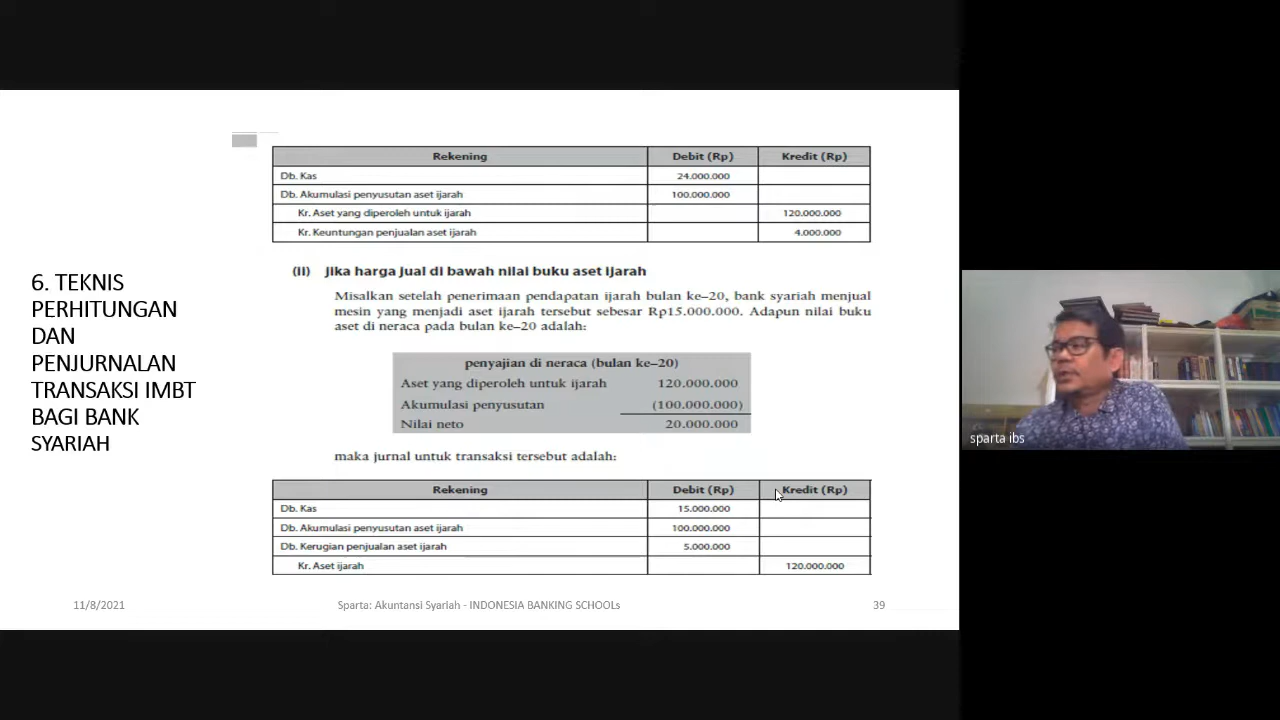 6. TEKNIS
PERHITUNGAN
DAN
PENJURNALAN
TRANSAKSI IMBT
BAGI BANK
SYARIAH
Rekening Debit (Rp) Kredit (Rp)
Db. Kas 24.000.000
Db. Akumulasi penyusutan aset ijarah 100.000.000
Kr. Aset yang diperoleh untuk ijarah 120.000.000
Kr. Keuntungan penjualan aset ijarah 4.000.000
(ii) Jika harga jual di bawah nilai buku aset ijarah
Misalkan setelah penerimaan pendapatan ijarah bulan ke–20, bank syariah menjual
mesin yang menjadi aset ijarah tersebut sebesar Rp15.000.000. Adapun nilai buku
aset di neraca pada bulan ke–20 adalah:
penyajian di neraca (bulan ke–20)
Aset yang diperoleh untuk ijarah 120.000.000
Akumulasi penyusutan (100.000.000)
Nilai neto 20.000.000
maka jurnal untuk transaksi tersebut adalah:
Rekening Debit (Rp) Kredit (Rp)
Db. Kas 15.000.000
Db. Akumulasi penyusutan aset ijarah 100.000.000
Db. Kerugian penjualan aset ijarah 5.000.000
Kr. Aset ijarah 120.000.000
11/8/2021 Sparta: Akuntansi Syariah - INDONESIA BANKING SCHOOLs 39
sparta ibs